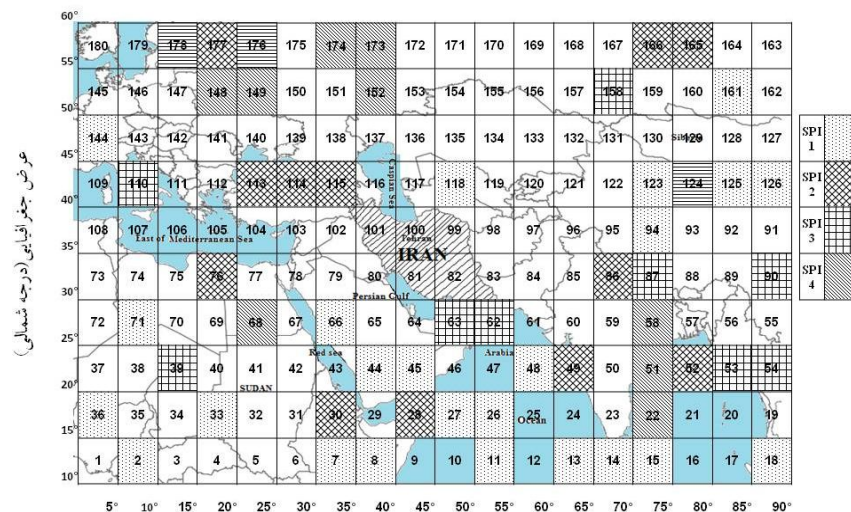 60°
180 179 178 177 176 175 174 173 172 171 170 169 168 167 166 165 164 163
55°
145 146 147 148 149 150 151 152 153 154 155 156 157 158 159 160 161 162
50°
144 143 142 141 140 139 138 137 136 135 134 133 132 131 130 129 128 127
SPI 1
45°
109 110 111 112 113 114 115 116 117 118 119 120 121 122 123 124 125 126
Caspian Sea
SPI 2
40°
108 107 106 105 104 103 102 101 100 99 98 97 96 95 94 93 92 91
East of Mediterranean Sea
Tehran
IRAN
SPI 3
35°
73 74 75 76 77 78 79 80 81 82 83 84 85 86 87 88 89 90
Persian Gulf
SPI 4
30°
72 71 70 69 68 67 66 65 64 63 62 61 60 59 58 57 56 55
Red sea
Arabia
25°
37 38 39 40 41 42 43 44 45 46 47 48 49 50 51 52 53 54
SUDAN
20°
36 35 34 33 32 31 30 29 28 27 26 25 24 23 22 21 20 19
Ocean
15°
1 2 3 4 5 6 7 8 9 10 11 12 13 14 15 16 17 18
10°
5° 10° 15° 20° 25° 30° 35° 40° 45° 50° 55° 60° 65° 70° 75° 80° 85° 90°
عرض جغرافیایی (درجه شمالی)